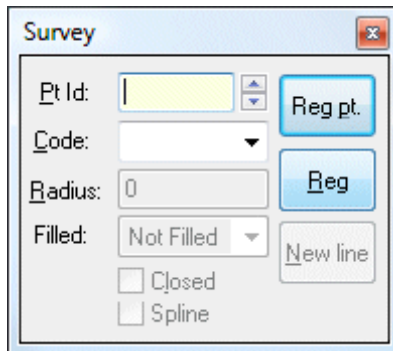 Survey
Pt Id:
Reg pt.
Code:
Reg
Radius: 0
Filled: Not Filled
New line
Closed
Spline